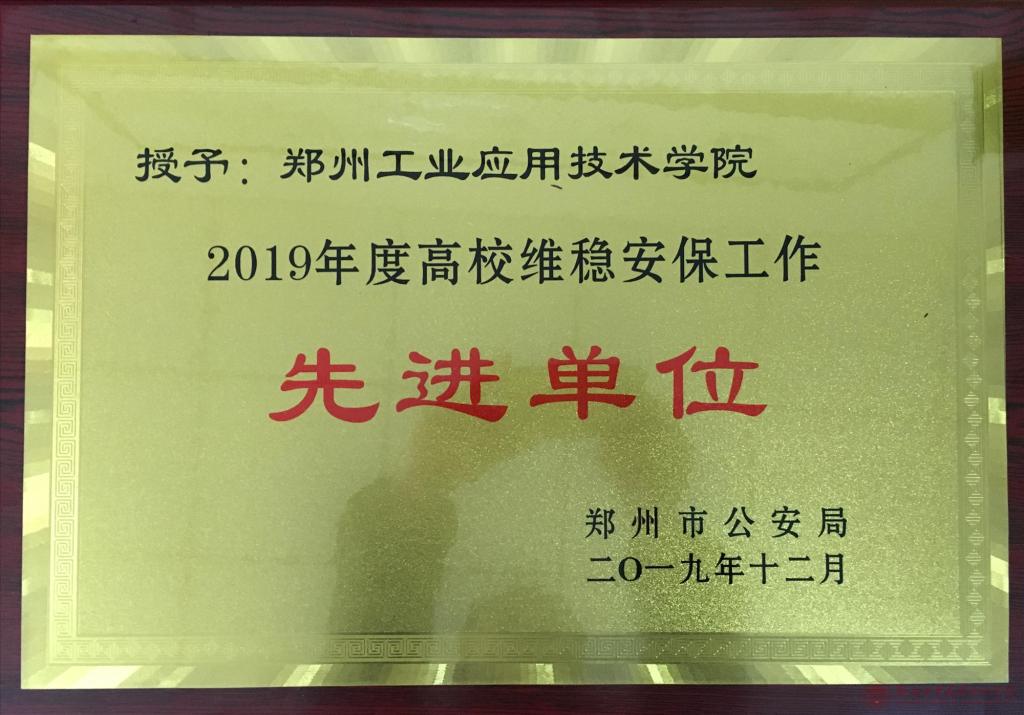 授予：郑州工业应用技术学院
2019年度高校维稳安保工作
先进单位
郑州市公安局
二〇一九年十二月